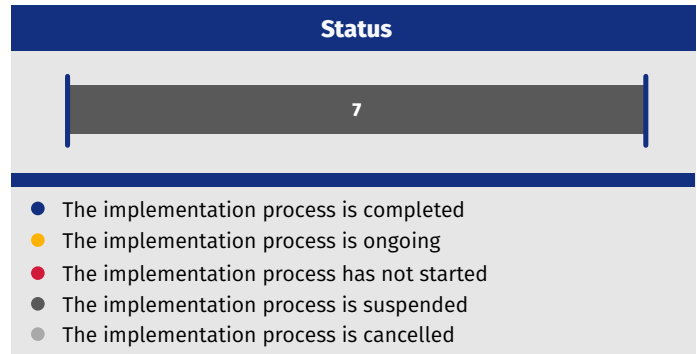 Status
7
The implementation process is completed
The implementation process is ongoing
The implementation process has not started
The implementation process is suspended
The implementation process is cancelled